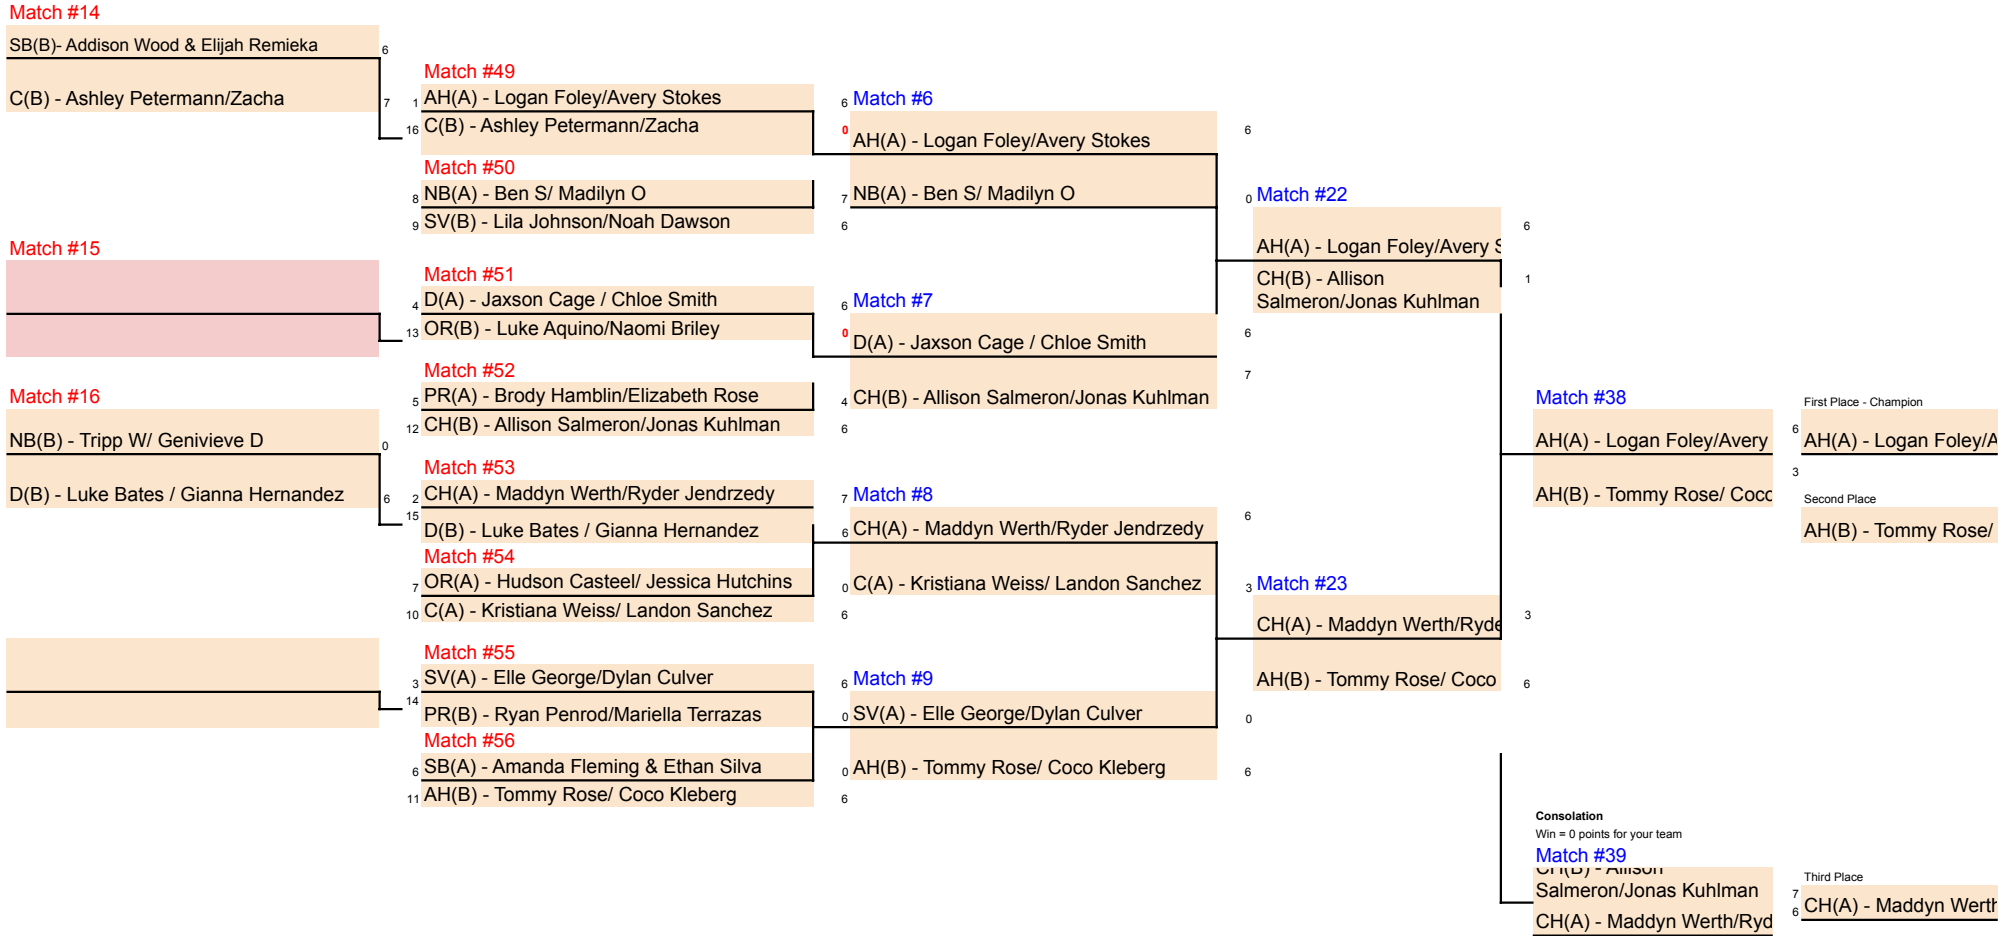 Match #14
SB(B)- Addison Wood & Elijah Remieka
6
C(B) - Ashley Petermann/Zacha
7
Match #15
Match #16
NB(B) - Tripp W/ Genivieve D
0
D(B) - Luke Bates / Gianna Hernandez
6
Match #49
1 AH(A) - Logan Foley/Avery Stokes
6
16 C(B) - Ashley Petermann/Zacha
0
Match #50
8 NB(A) - Ben S/ Madilyn O
7
9 SV(B) - Lila Johnson/Noah Dawson
6
Match #51
4 D(A) - Jaxson Cage / Chloe Smith
6
13 OR(B) - Luke Aquino/Naomi Briley
0
Match #52
5 PR(A) - Brody Hamblin/Elizabeth Rose
4
12 CH(B) - Allison Salmeron/Jonas Kuhlman
6
Match #53
2 CH(A) - Maddyn Werth/Ryder Jendrzedy
7
15 D(B) - Luke Bates / Gianna Hernandez
6
Match #54
7 OR(A) - Hudson Casteel/ Jessica Hutchins
0
10 C(A) - Kristiana Weiss/ Landon Sanchez
6
Match #55
3 SV(A) - Elle George/Dylan Culver
6
14 PR(B) - Ryan Penrod/Mariella Terrazas
0
Match #56
6 SB(A) - Amanda Fleming & Ethan Silva
0
11 AH(B) - Tommy Rose/ Coco Kleberg
6
Match #6
AH(A) - Logan Foley/Avery Stokes
6
NB(A) - Ben S/ Madilyn O
0
Match #7
D(A) - Jaxson Cage / Chloe Smith
6
CH(B) - Allison Salmeron/Jonas Kuhlman
7
Match #8
CH(A) - Maddyn Werth/Ryder Jendrzedy
6
C(A) - Kristiana Weiss/ Landon Sanchez
3
Match #9
SV(A) - Elle George/Dylan Culver
0
AH(B) - Tommy Rose/ Coco Kleberg
6
Match #22
AH(A) - Logan Foley/Avery S
6
CH(B) - Allison
Salmeron/Jonas Kuhlman
1
Match #23
CH(A) - Maddyn Werth/Ryde
3
AH(B) - Tommy Rose/ Coco
6
Match #38
AH(A) - Logan Foley/Avery
6
AH(B) - Tommy Rose/ Coco
3
First Place - Champion
AH(A) - Logan Foley/A
Second Place
AH(B) - Tommy Rose/
Consolation
Win = 0 points for your team
Match #39
CH(B) - Allison
Salmeron/Jonas Kuhlman
7
CH(A) - Maddyn Werth/Ryd
6
Third Place
CH(A) - Maddyn Werth